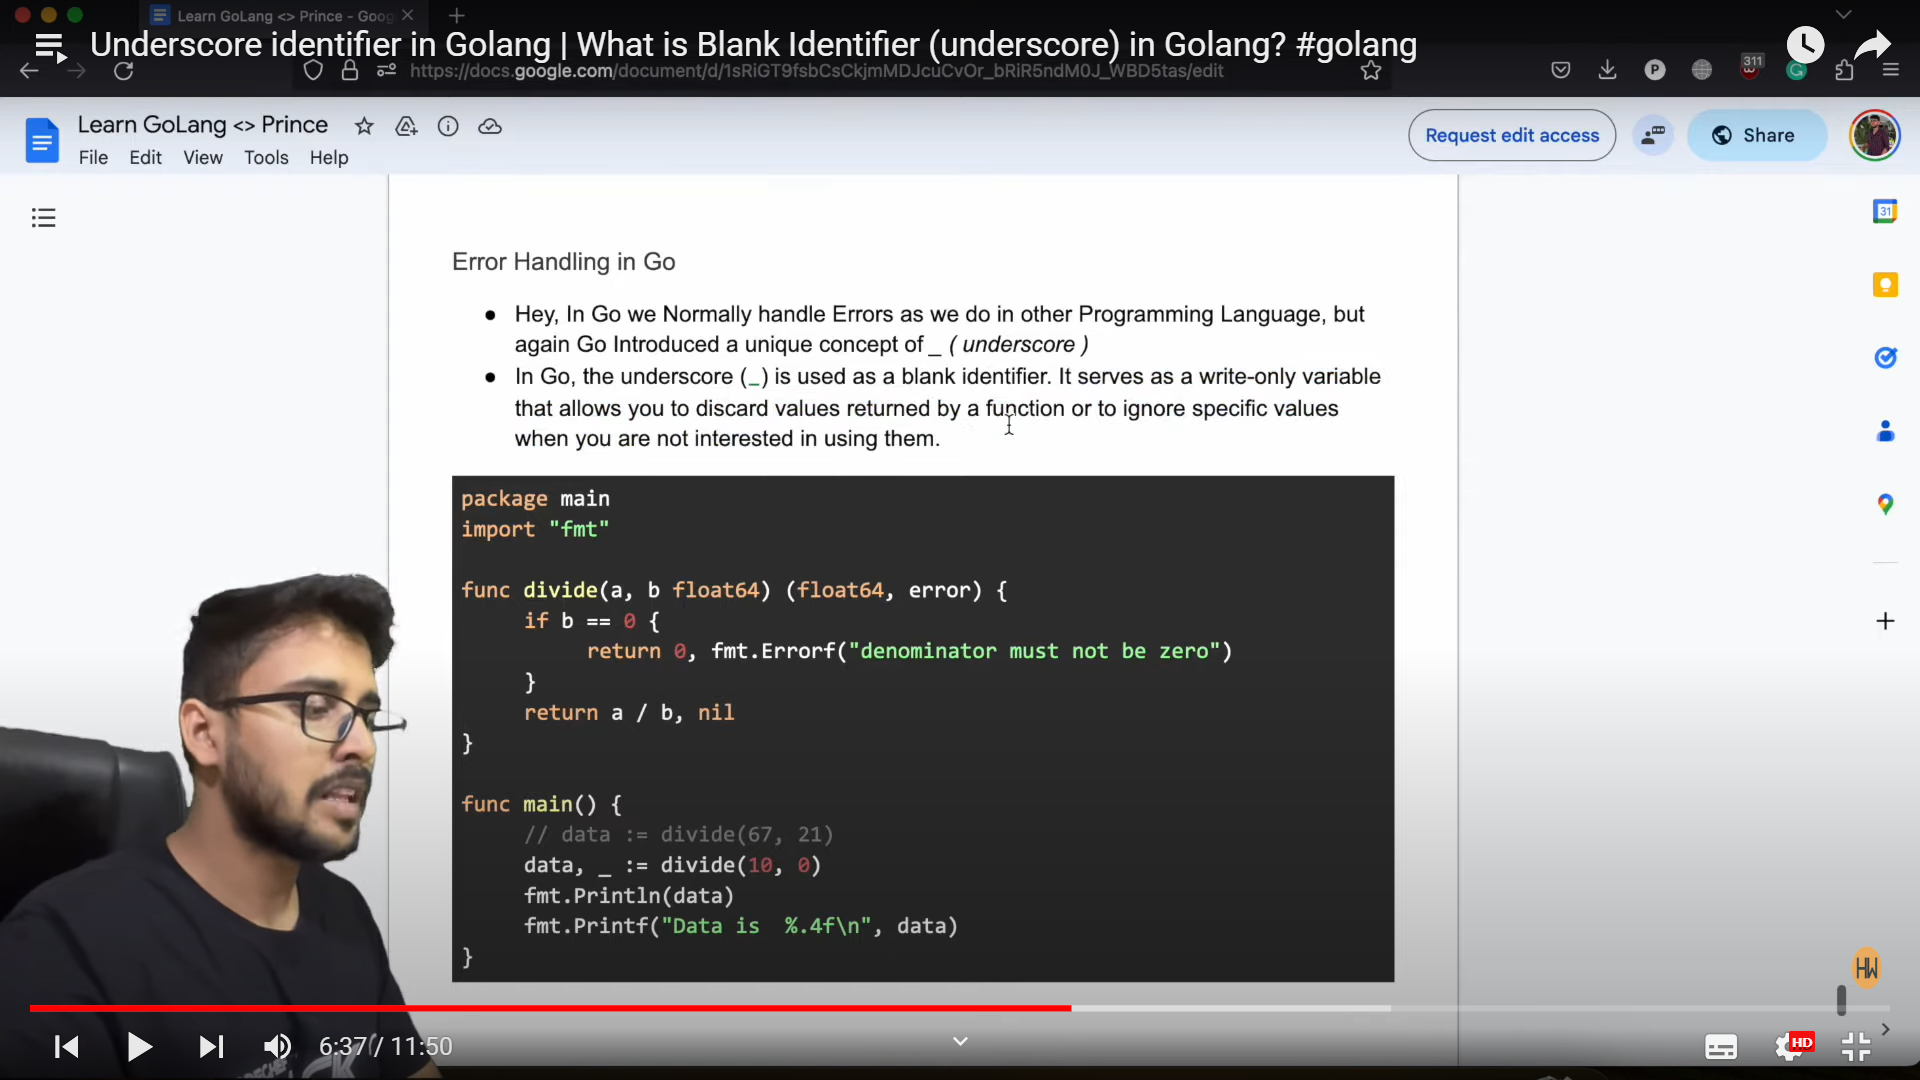 Learn GoLang <> Prince - Goog
Underscore identifier in Golang | What is Blank Identifier (underscore) in Golang? #golang
https://docs.google.com/document/d/1sRiGT9fsbCsCkjmMDJcuCvOr_bRiR5ndM0J_WBD5tas/edit
311
Learn GoLang <> Prince
File Edit View Tools Help
Request edit access
Share
31
Error Handling in Go
● Hey, In Go we Normally handle Errors as we do in other Programming Language, but
again Go Introduced a unique concept of _ ( underscore )
● In Go, the underscore (_) is used as a blank identifier. It serves as a write-only variable
that allows you to discard values returned by a function or to ignore specific values
when you are not interested in using them.
package main
import "fmt"
func divide(a, b float64) (float64, error) {
if b == 0 {
return 0, fmt.Errorf("denominator must not be zero")
}
return a / b, nil
}
func main() {
// data := divide(67, 21)
data, _ := divide(10, 0)
fmt.Println(data)
fmt.Printf("Data is  %.4f\n", data)
}
HW
6:37 / 11:50
HD